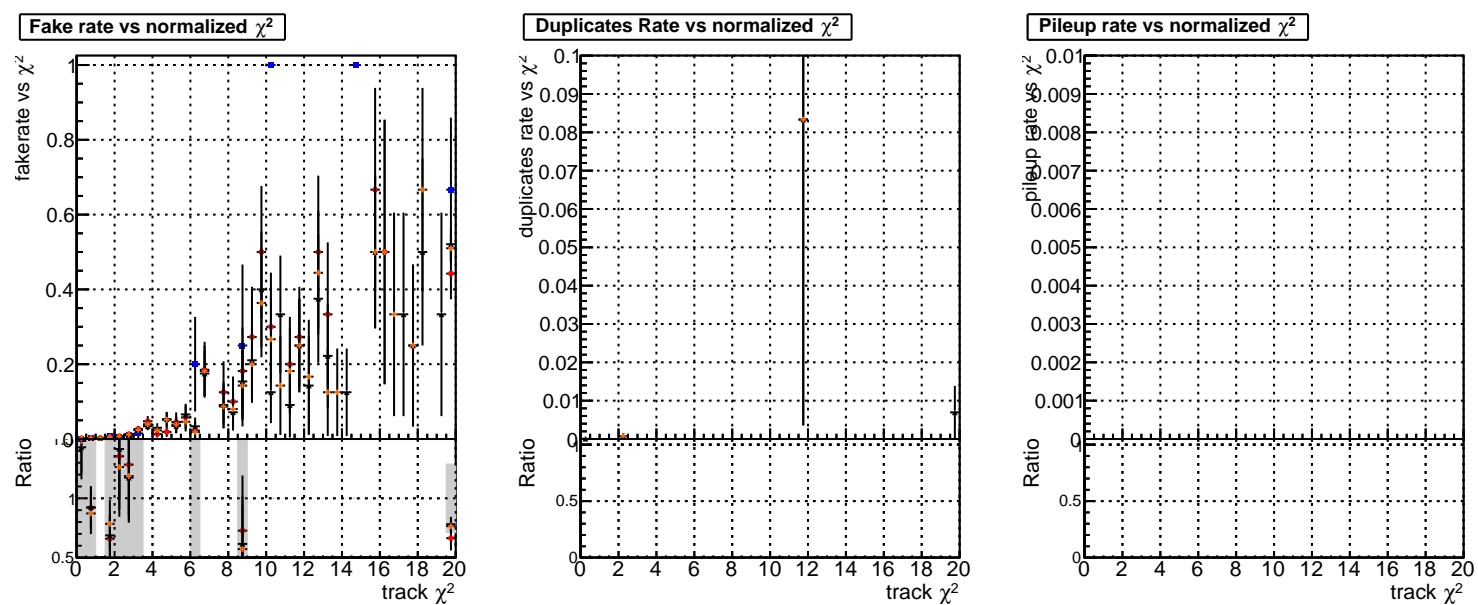 Fake rate vs normalized χ²
fakerate vs χ²
1
0.8
0.6
0.4
0.2
0
Ratio
1
0.5
0 2 4 6 8 10 12 14 16 18 20
track χ²
Duplicates Rate vs normalized χ²
duplicates rate vs χ²
0.1
0.09
0.08
0.07
0.06
0.05
0.04
0.03
0.02
0.01
0
Ratio
1
0.5
0
0 2 4 6 8 10 12 14 16 18 20
track χ²
Pileup rate vs normalized χ²
pileup rate vs χ²
0.01
0.009
0.008
0.007
0.006
0.005
0.004
0.003
0.002
0.001
0
Ratio
1
0.5
0
0 2 4 6 8 10 12 14 16 18 20
track χ²